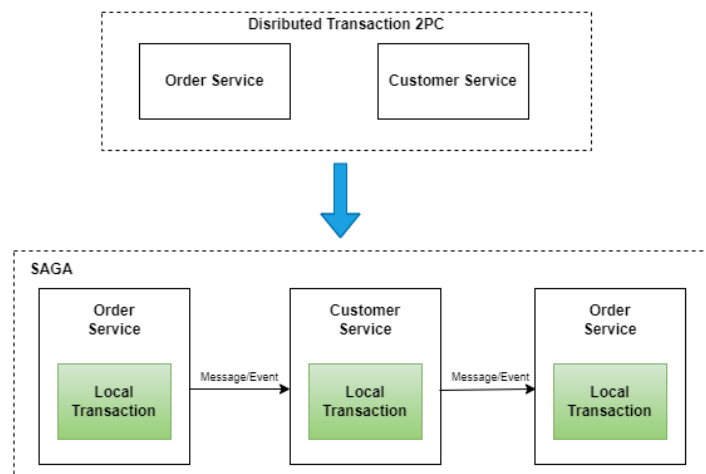 Disributed Transaction 2PC
Order Service
Customer Service
SAGA
Order
Service
Local
Transaction
Message/Event
Customer
Service
Local
Transaction
Message/Event
Order
Service
Local
Transaction